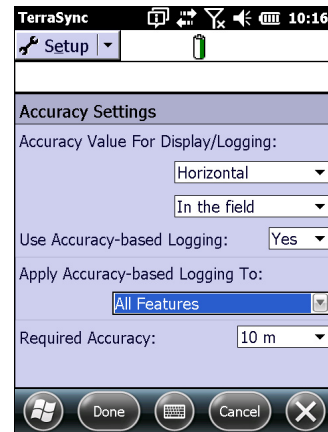 TerraSync 10:16
Setup
Accuracy Settings
Accuracy Value For Display/Logging:
Horizontal
In the field
Use Accuracy-based Logging: Yes
Apply Accuracy-based Logging To:
All Features
Required Accuracy: 10 m
Done Cancel